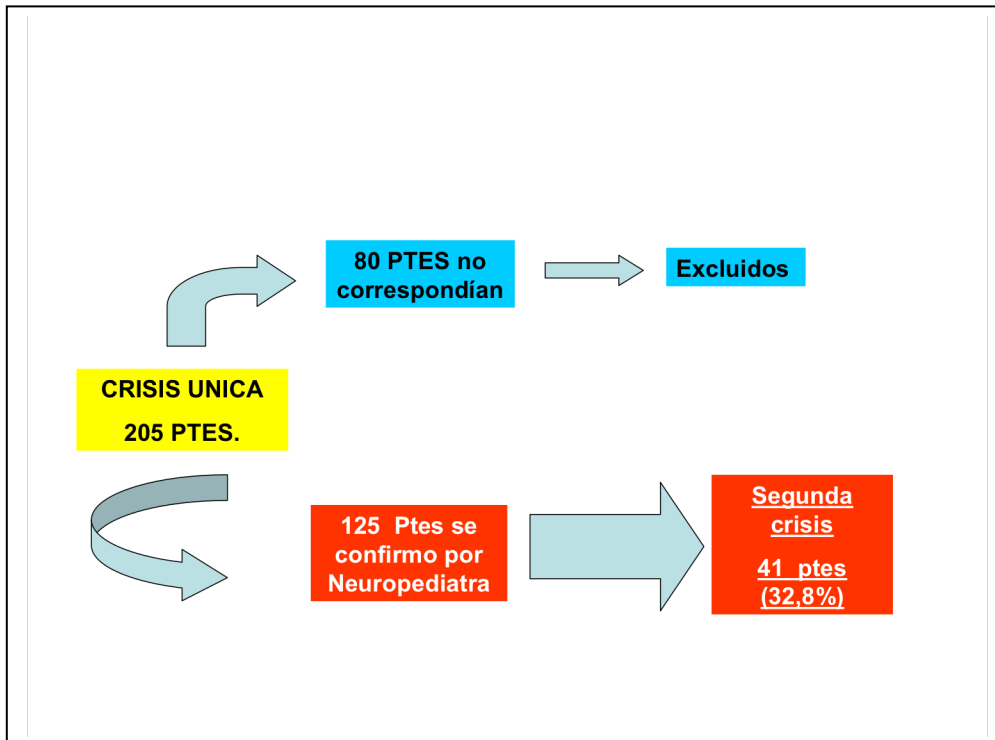 80 PTES no
correspondían
Excluidos
CRISIS UNICA
205 PTES.
125 Ptes se
confirmo por
Neuropediatra
Segunda
crisis
41 ptes
(32,8%)